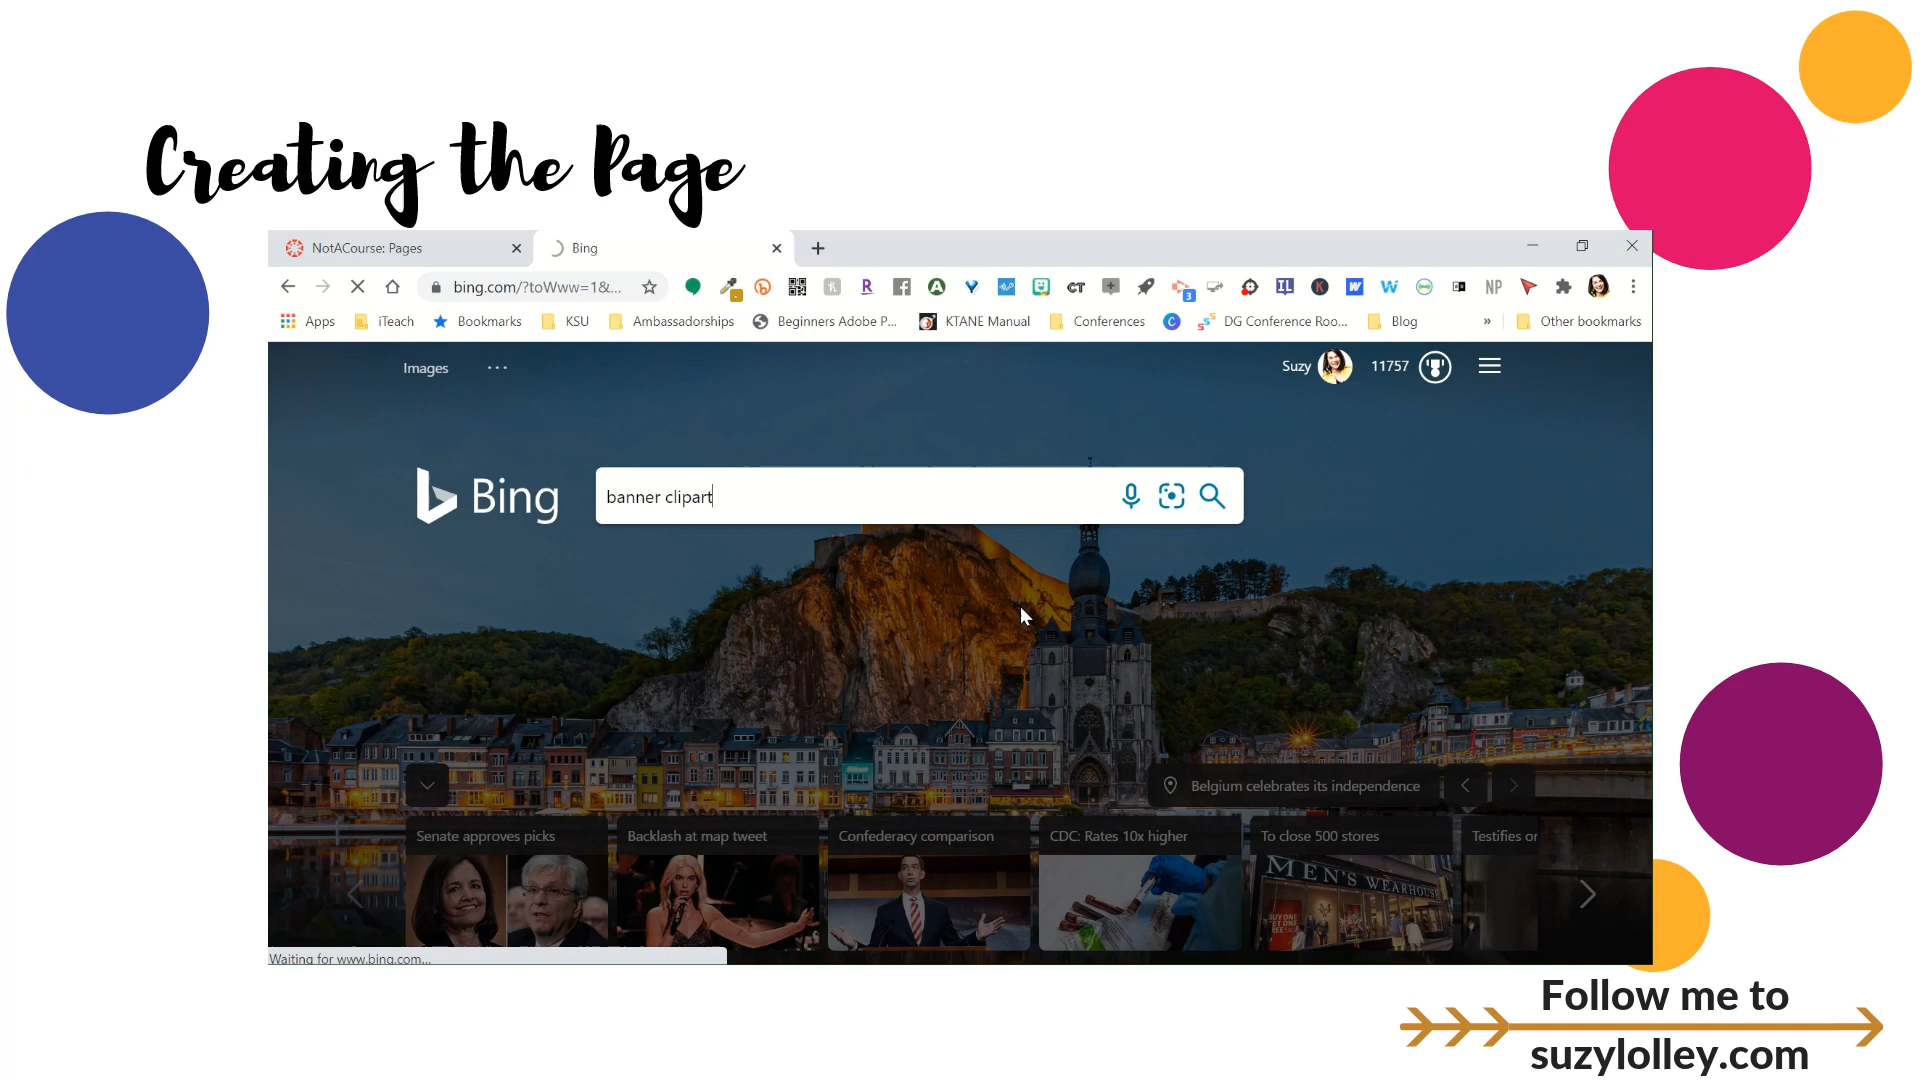 Creating the Page
NotACourse: Pages
Bing
bing.com/?toWww=1&...
Apps
iTeach
Bookmarks
KSU
Ambassadorships
Beginners Adobe P...
KTANE Manual
Conferences
DG Conference Roo...
Blog
»
Other bookmarks
Images
Suzy
11757
Bing
banner clipart
Belgium celebrates its independence
Senate approves picks
Backlash at map tweet
Confederacy comparison
CDC: Rates 10x higher
To close 500 stores
Testifies or
MEN'S WEARHOUSE
Waiting for www.bing.com...
Follow me to
suzylolley.com